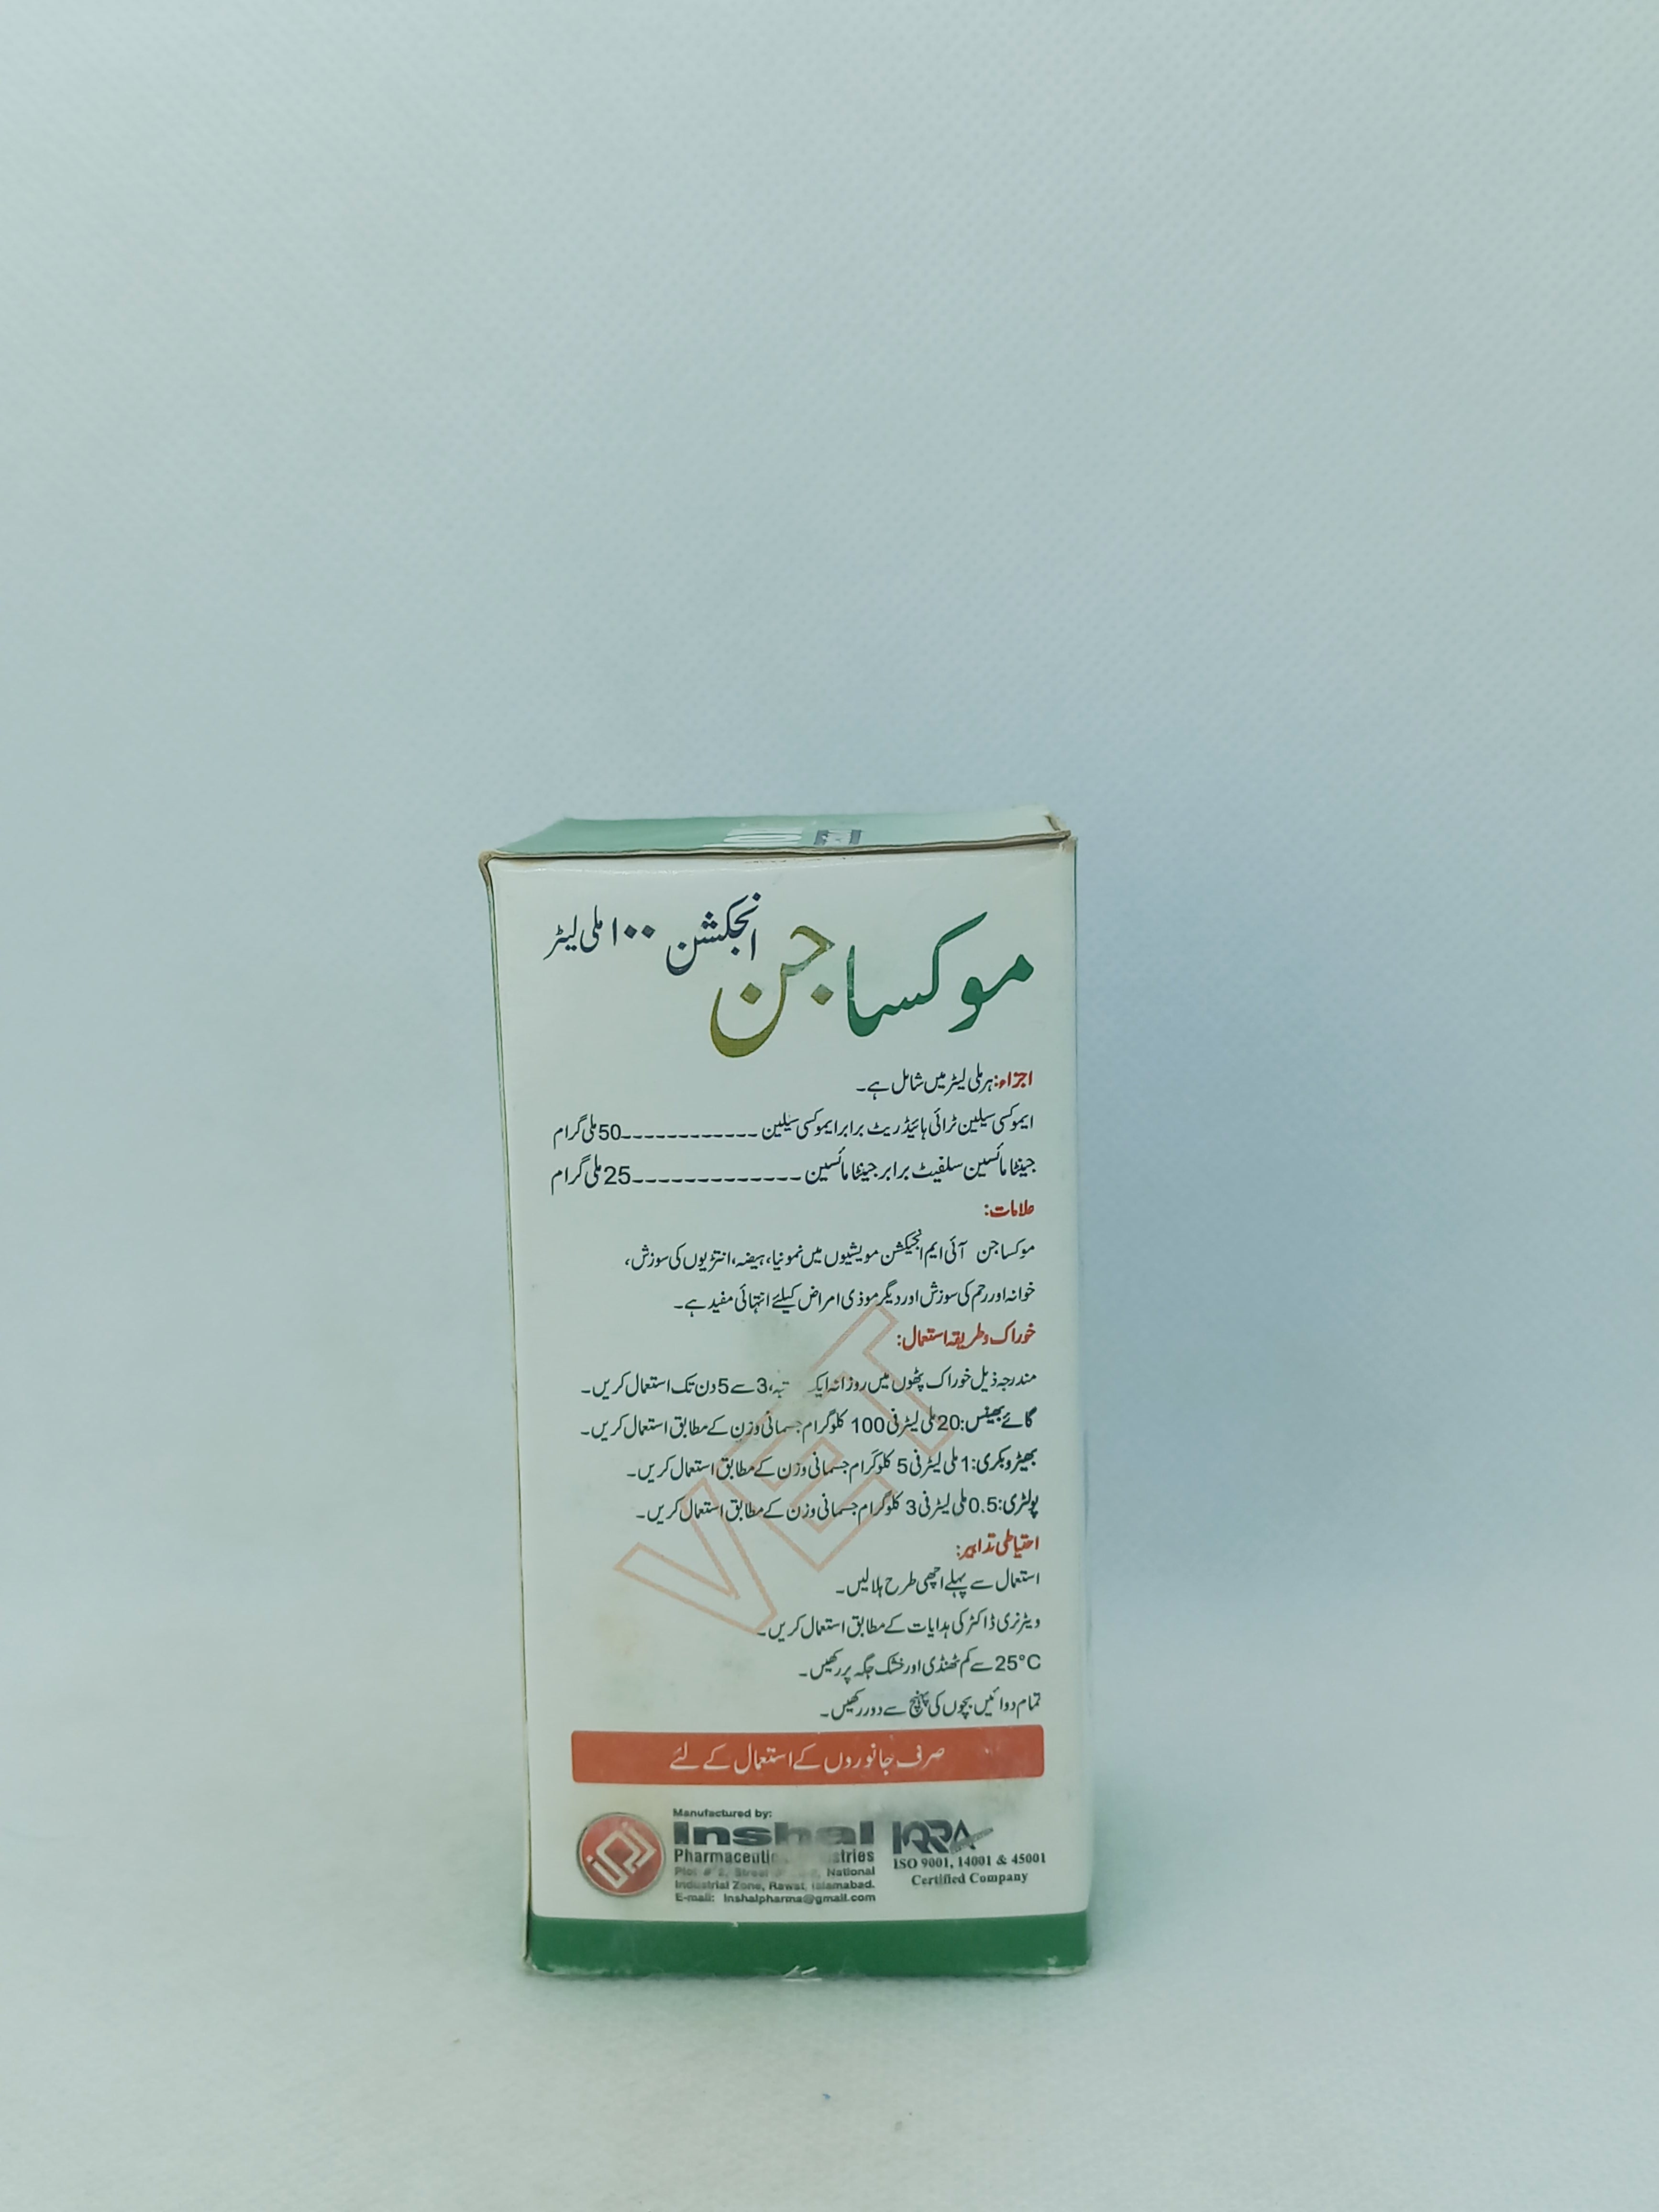 موکساجن انجکشن ۱۰۰ ملی لیٹر
اجزاء: ہر ملی لیٹر میں شامل ہے۔
ایموکسی سیلین ٹرائی ہائیڈریٹ برابر ایموکسی سیلین ------------50 ملی گرام
جینٹامائسین سلفیٹ برابر جینٹامائسین -------------25 ملی گرام
علامات:
موکساجن آئی ایم انجیکشن مویشیوں میں نمونیا، ہیضہ، انتڑیوں کی سوزش،
خوانہ اور رحم کی سوزش اور دیگر موذی امراض کیلئے انتہائی مفید ہے۔
خوراک و طریقہ استعمال:
مندرجہ ذیل خوراک پٹھوں میں روزانہ ایک 3 سے 5 دن تک استعمال کریں۔
گائے بھینس: 20 ملی لیٹر فی 100 کلوگرام جسمانی وزن کے مطابق استعمال کریں۔
بھیڑ و بکری: 1 ملی لیٹر فی 5 کلوگرام جسمانی وزن کے مطابق استعمال کریں۔
پولٹری: 0.5 ملی لیٹر فی 3 کلوگرام جسمانی وزن کے مطابق استعمال کریں۔
احتیاطی تدابیر:
استعمال سے پہلے اچھی طرح ہلا لیں۔
ویٹرنری ڈاکٹر کی ہدایات کے مطابق استعمال کریں۔
25°C سے کم ٹھنڈی اور خشک جگہ پر رکھیں۔
تمام دوائیں بچوں کی پہنچ سے دور رکھیں۔
VET
صرف جانوروں کے استعمال کے لئے
Manufactured by:
Inshal
Plot # 2, National
Industrial Zone, Rawat, Islamabad.
E-mail: inshalpharma@gmail.com
IQRA
ISO 9001, 14001 & 45001
Certified Company